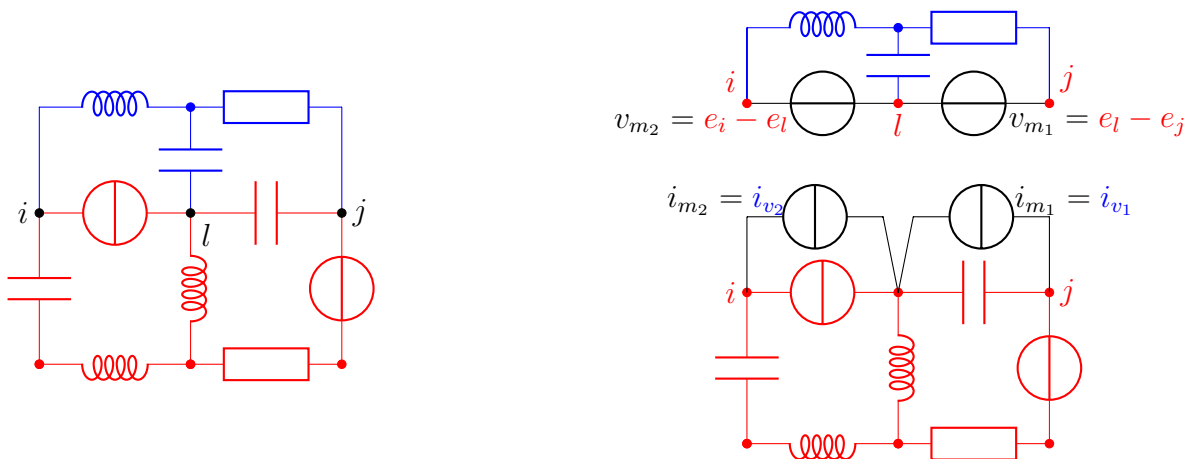 i
l
j
i
j
v_{m_2} = e_i − e_l
l
v_{m_1} = e_l − e_j
i_{m_2} = i_{v_2}
i_{m_1} = i_{v_1}
i
j